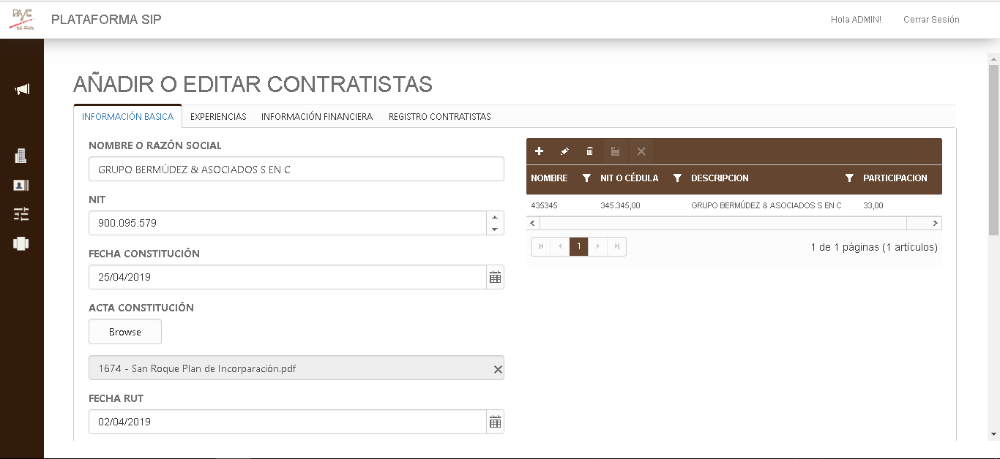 PAYC
PLATAFORMA SIP
Hola ADMIN!
Cerrar Sesión
AÑADIR O EDITAR CONTRATISTAS
INFORMACIÓN BASICA
EXPERIENCIAS
INFORMACIÓN FINANCIERA
REGISTRO CONTRATISTAS
NOMBRE O RAZÓN SOCIAL
GRUPO BERMÚDEZ & ASOCIADOS S EN C
NIT
900.095.579
FECHA CONSTITUCIÓN
25/04/2019
ACTA CONSTITUCIÓN
Browse
1674 - San Roque Plan de Incorparación.pdf
FECHA RUT
02/04/2019
NOMBRE NIT O CÉDULA DESCRIPCION PARTICIPACION
435345 345.345,00 GRUPO BERMÚDEZ & ASOCIADOS S EN C 33,00
1
1 de 1 páginas (1 artículos)